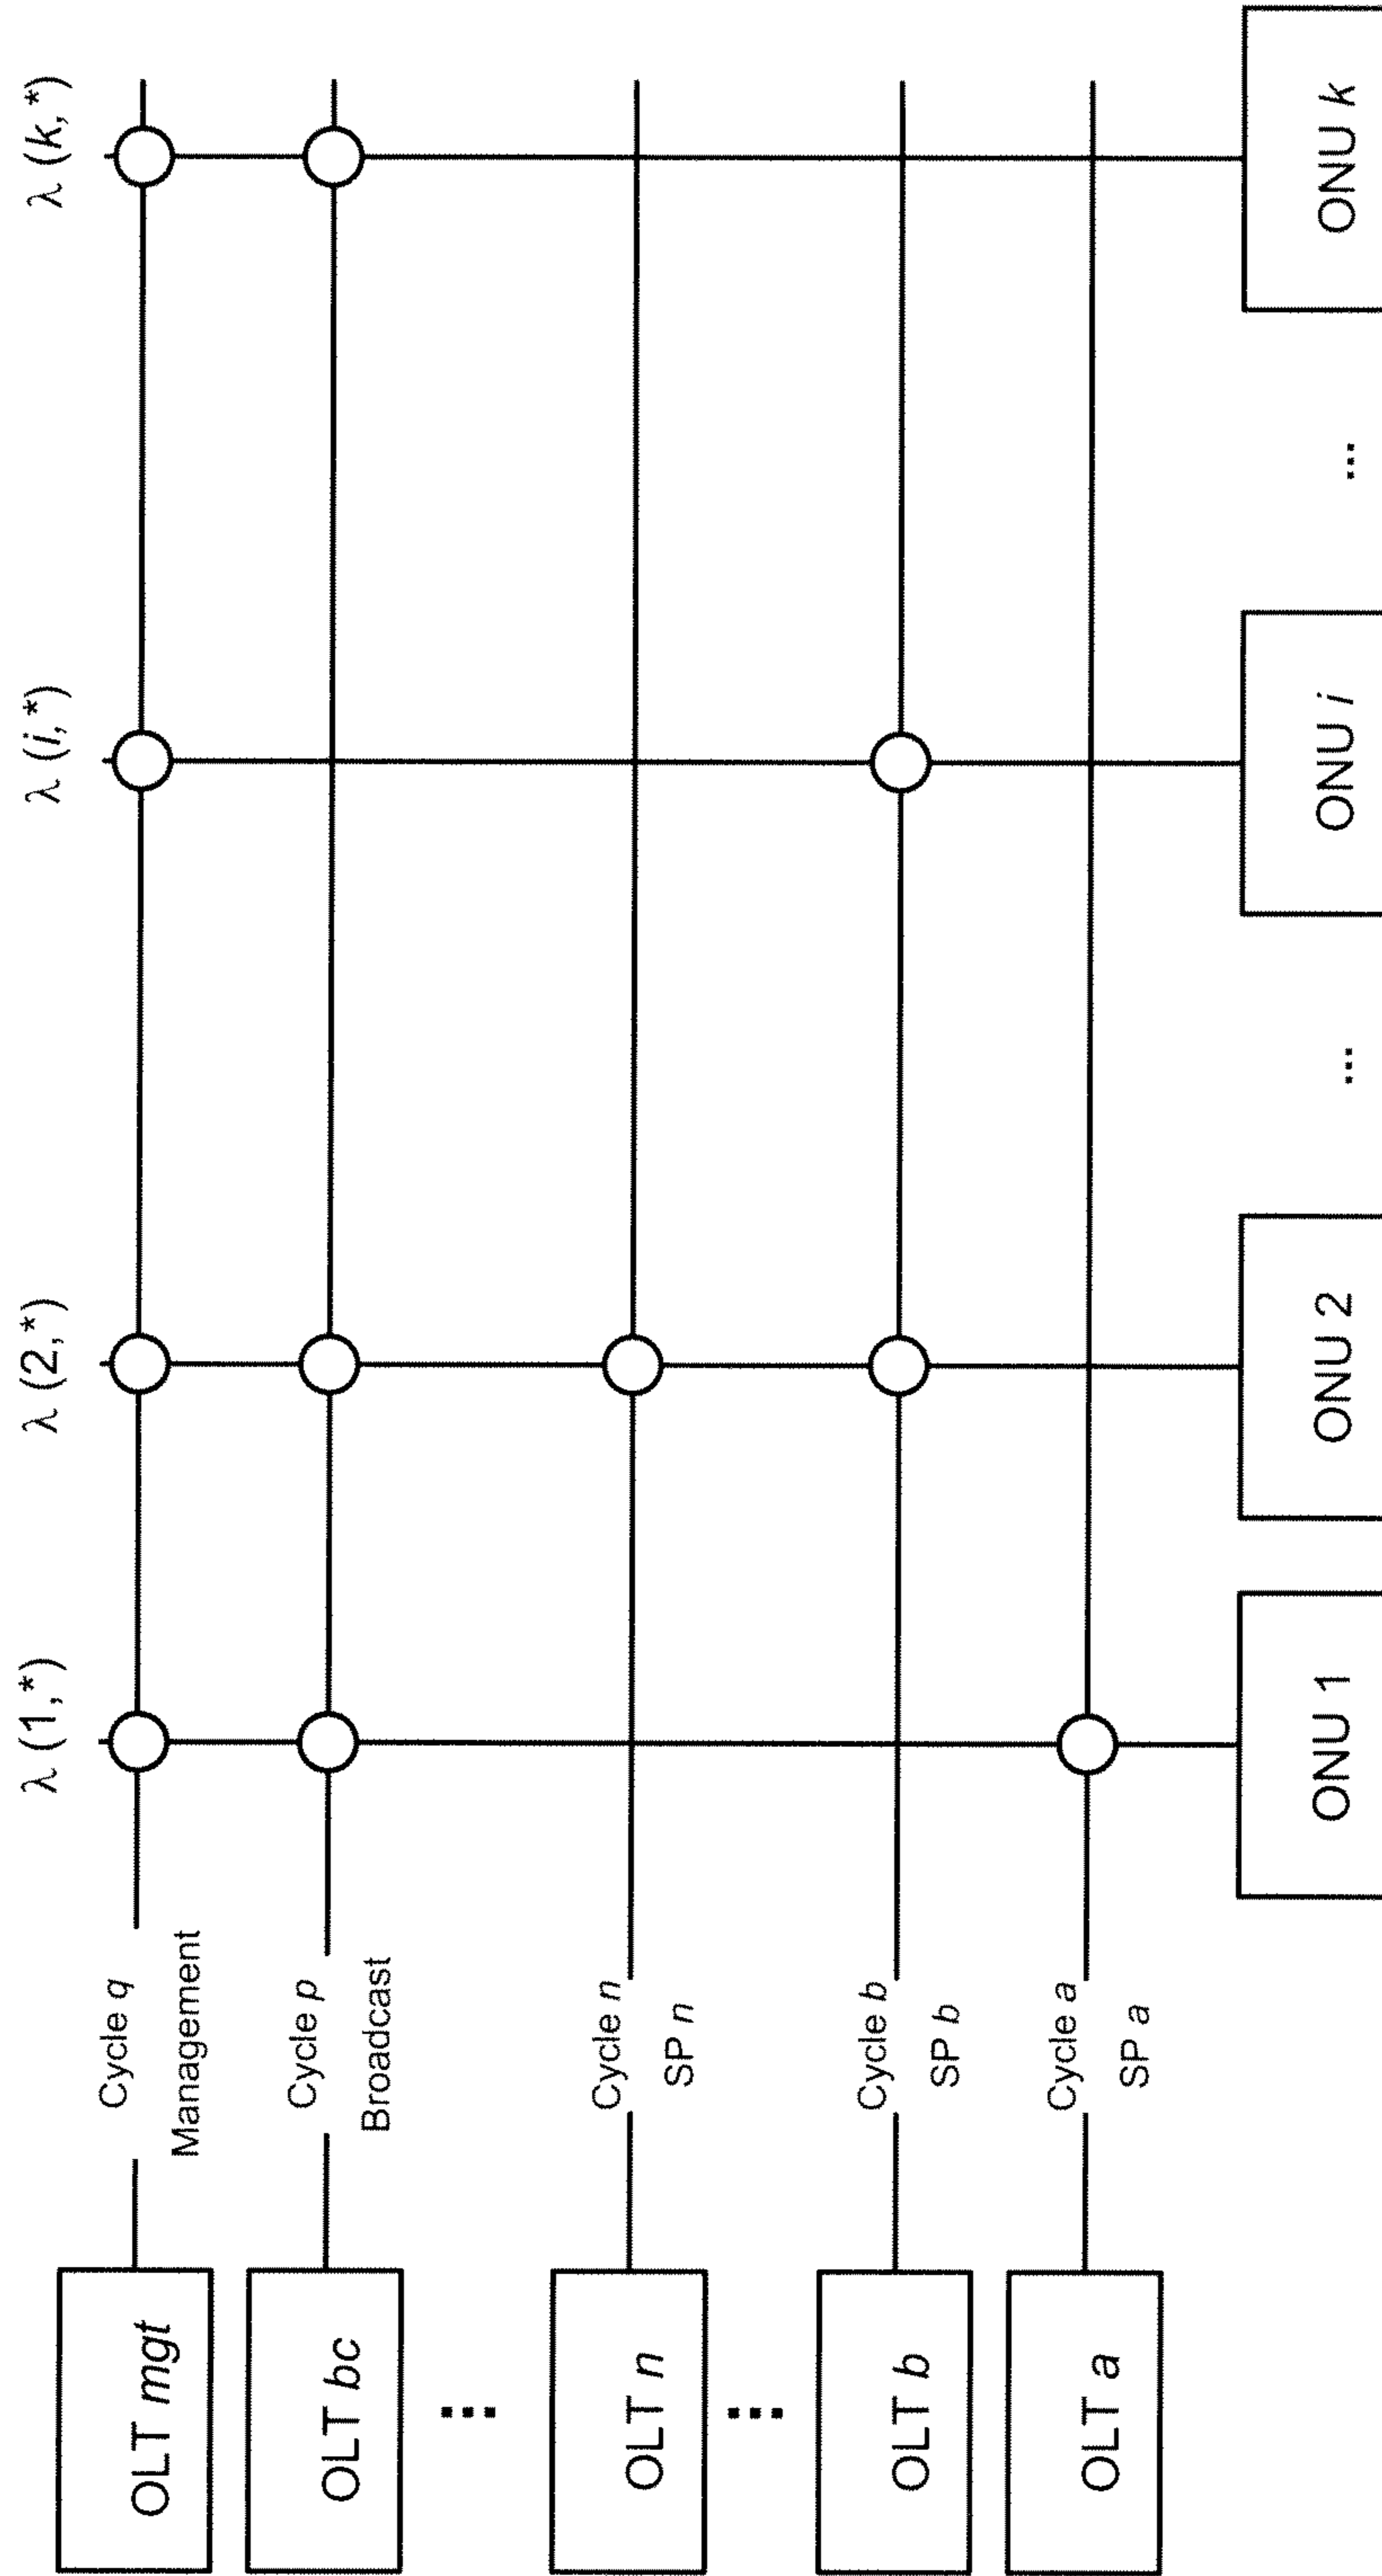 λ (1,*)
λ (2,*)
λ (i,*)
λ (k,*)
OLT mgt
Cycle q
Management
OLT bc
Cycle p
Broadcast
...
OLT n
Cycle n
SP n
...
OLT b
Cycle b
SP b
OLT a
Cycle a
SP a
ONU 1
ONU 2
...
ONU i
...
ONU k